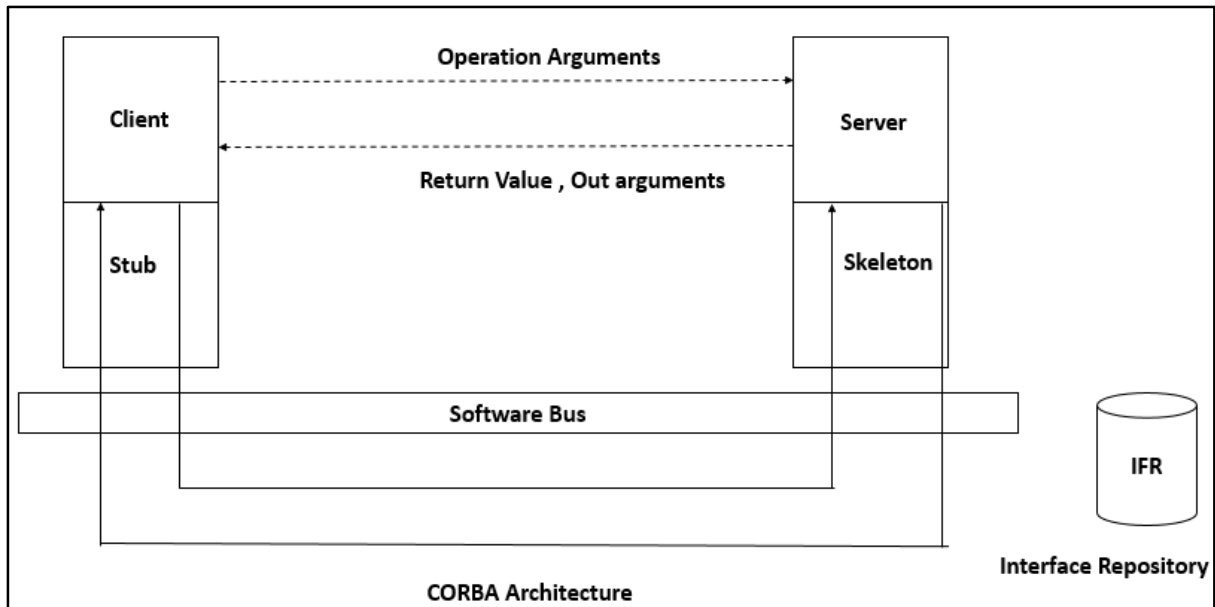 Operation Arguments
Client
Server
Return Value , Out arguments
Stub
Skeleton
Software Bus
IFR
Interface Repository
CORBA Architecture